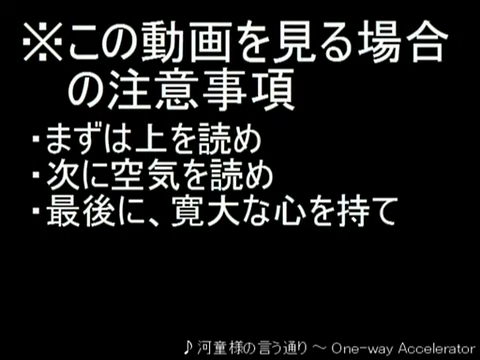 ※この動画を見る場合
の注意事項
・まずは上を読め
・次に空気を読め
・最後に、寛大な心を持て
♪河童様の言う通り ～ One-way Accelerator